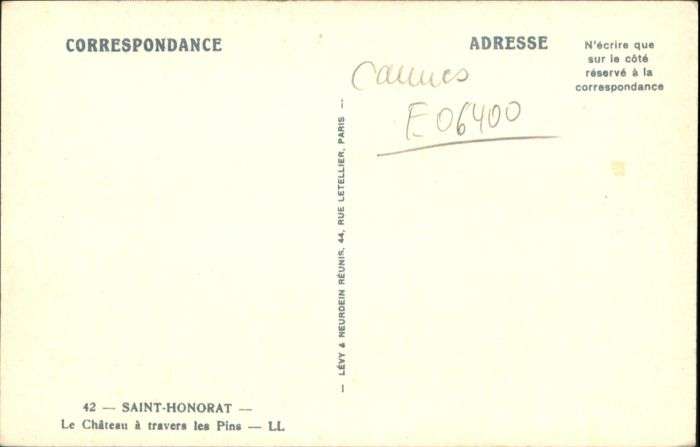 CORRESPONDANCE
ADRESSE
N'écrire que
sur le côté
réservé à la
correspondance
Cannes
E 06400
— LÉVY & NEURDEIN RÉUNIS, 44, RUE LETELLIER, PARIS —
42 — SAINT-HONORAT —
Le Château à travers les Pins — LL